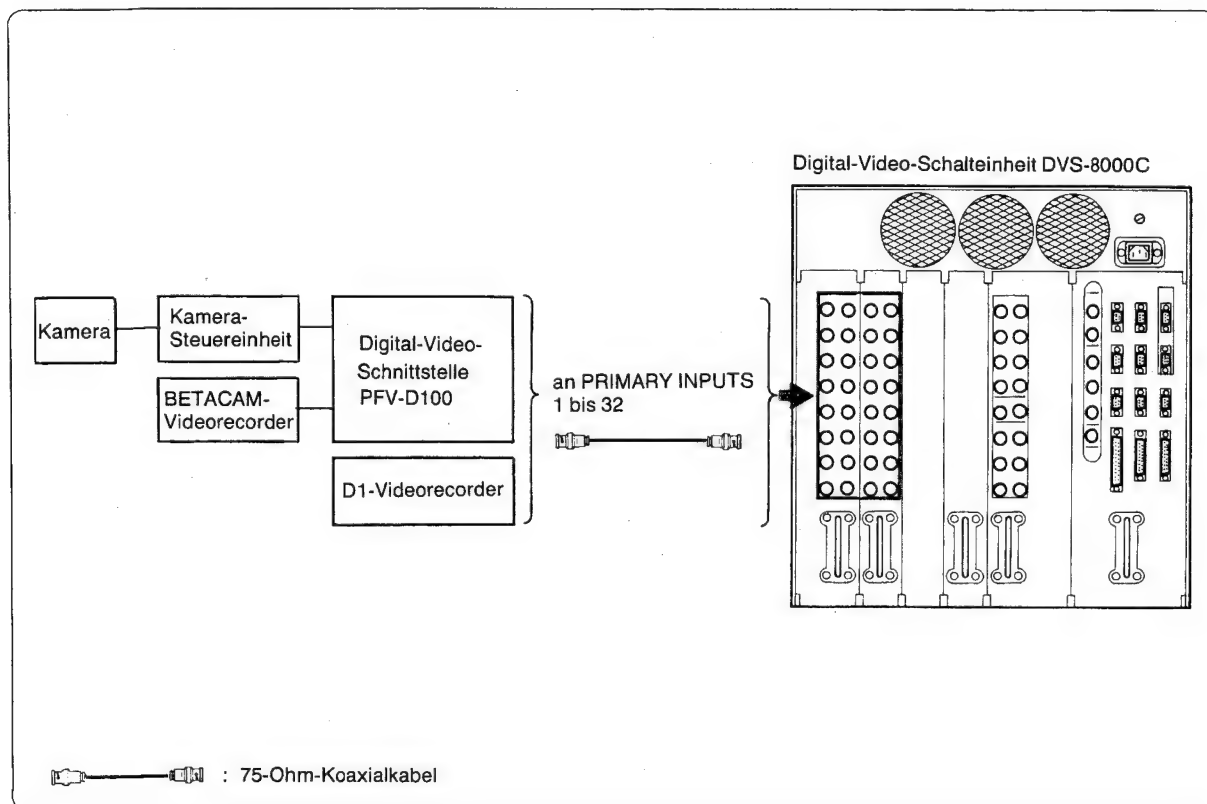 Digital-Video-Schalteinheit DVS-8000C
Kamera
Kamera-
Steuereinheit
BETACAM-
Videorecorder
Digital-Video-
Schnittstelle
PFV-D100
D1-Videorecorder
an PRIMARY INPUTS
1 bis 32
: 75-Ohm-Koaxialkabel